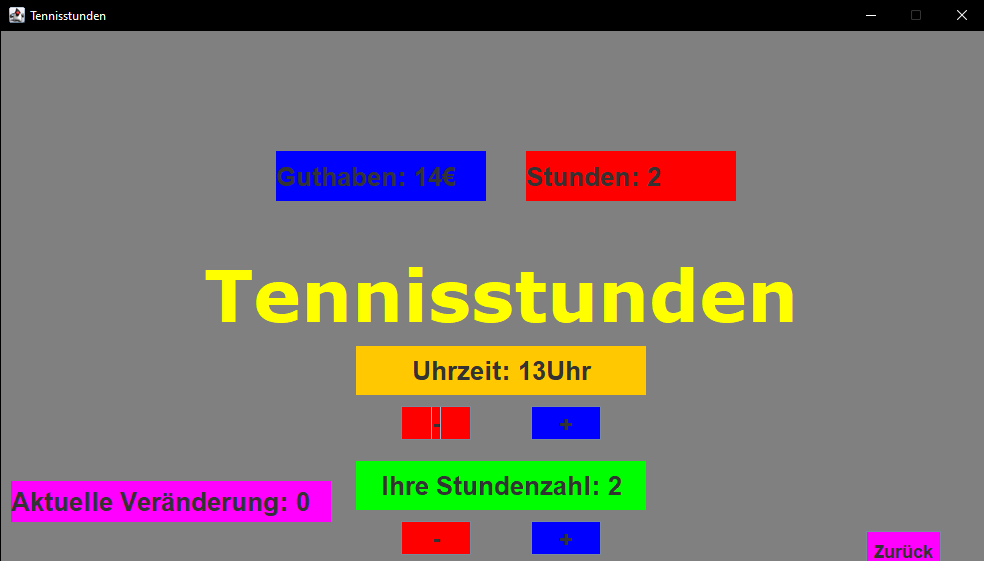 Tennisstunden
Guthaben: 14€ Stunden: 2
Tennisstunden
Uhrzeit: 13Uhr
- +
Ihre Stundenzahl: 2
Aktuelle Veränderung: 0
- +
Zurück